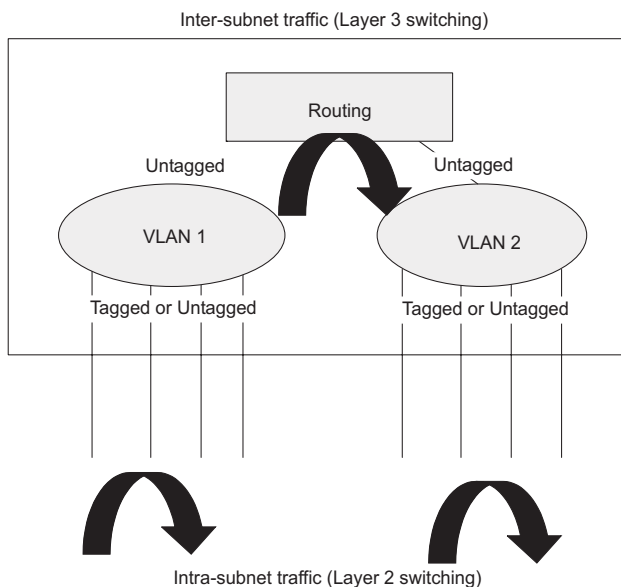 Inter-subnet traffic (Layer 3 switching)
Routing
Untagged
Untagged
VLAN 1
VLAN 2
Tagged or Untagged
Tagged or Untagged
Intra-subnet traffic (Layer 2 switching)